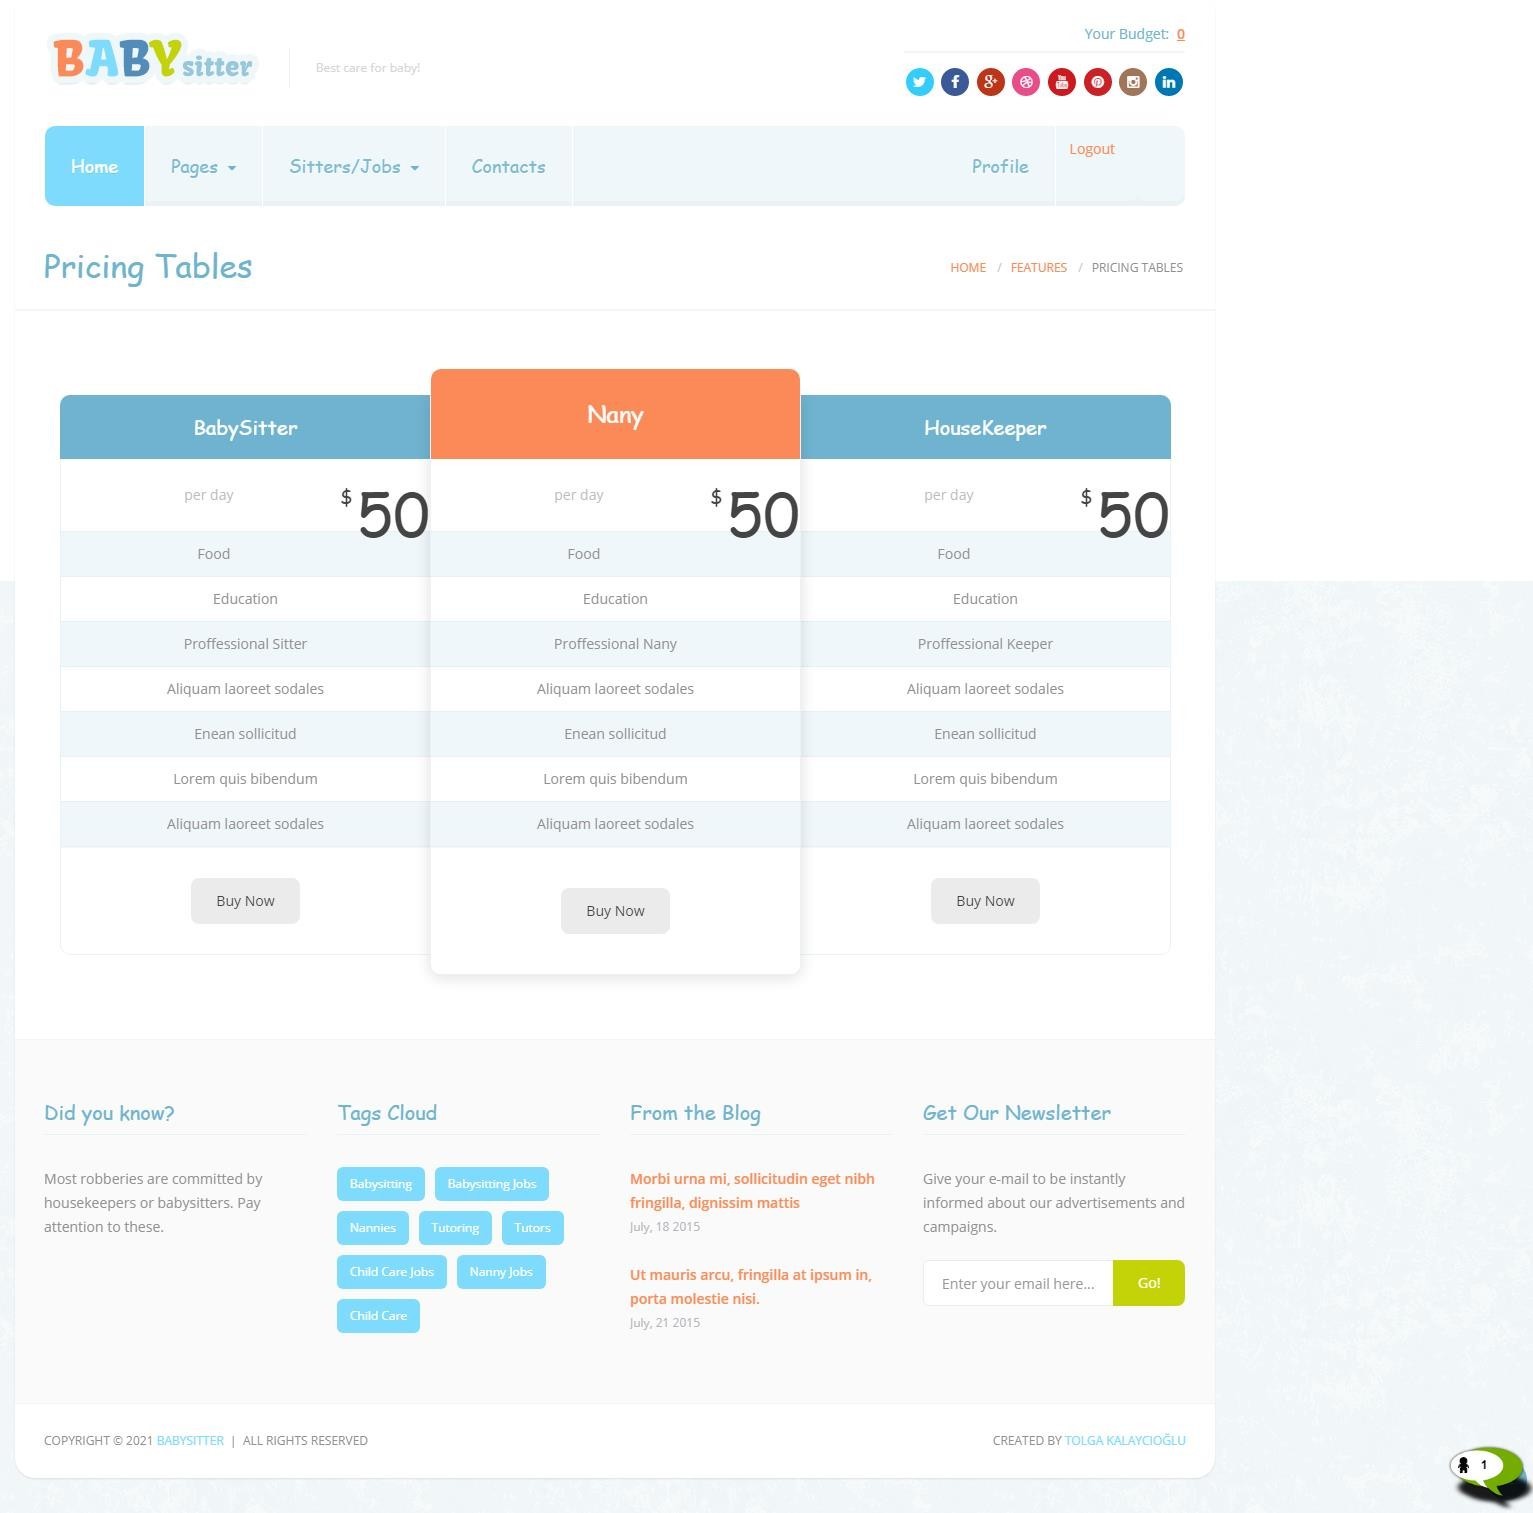 BABYsitter
Best care for baby!
Your Budget: 0
Home
Pages
Sitters/Jobs
Contacts
Profile
Logout
Pricing Tables
HOME / FEATURES / PRICING TABLES
BabySitter
$50
per day
Food
Education
Proffessional Sitter
Aliquam laoreet sodales
Enean sollicitud
Lorem quis bibendum
Aliquam laoreet sodales
Buy Now
Nany
$50
per day
Food
Education
Proffessional Nany
Aliquam laoreet sodales
Enean sollicitud
Lorem quis bibendum
Aliquam laoreet sodales
Buy Now
HouseKeeper
$50
per day
Food
Education
Proffessional Keeper
Aliquam laoreet sodales
Enean sollicitud
Lorem quis bibendum
Aliquam laoreet sodales
Buy Now
Did you know?
Most robberies are committed by
housekeepers or babysitters. Pay
attention to these.
Tags Cloud
Babysitting
Babysitting Jobs
Nannies
Tutoring
Tutors
Child Care Jobs
Nanny Jobs
Child Care
From the Blog
Morbi urna mi, sollicitudin eget nibh
fringilla, dignissim mattis
July, 18 2015
Ut mauris arcu, fringilla at ipsum in,
porta molestie nisi.
July, 21 2015
Get Our Newsletter
Give your e-mail to be instantly
informed about our advertisements and
campaigns.
Enter your email here...
Go!
COPYRIGHT © 2021 BABYSITTER | ALL RIGHTS RESERVED
CREATED BY TOLGA KALAYCIOĞLU
1